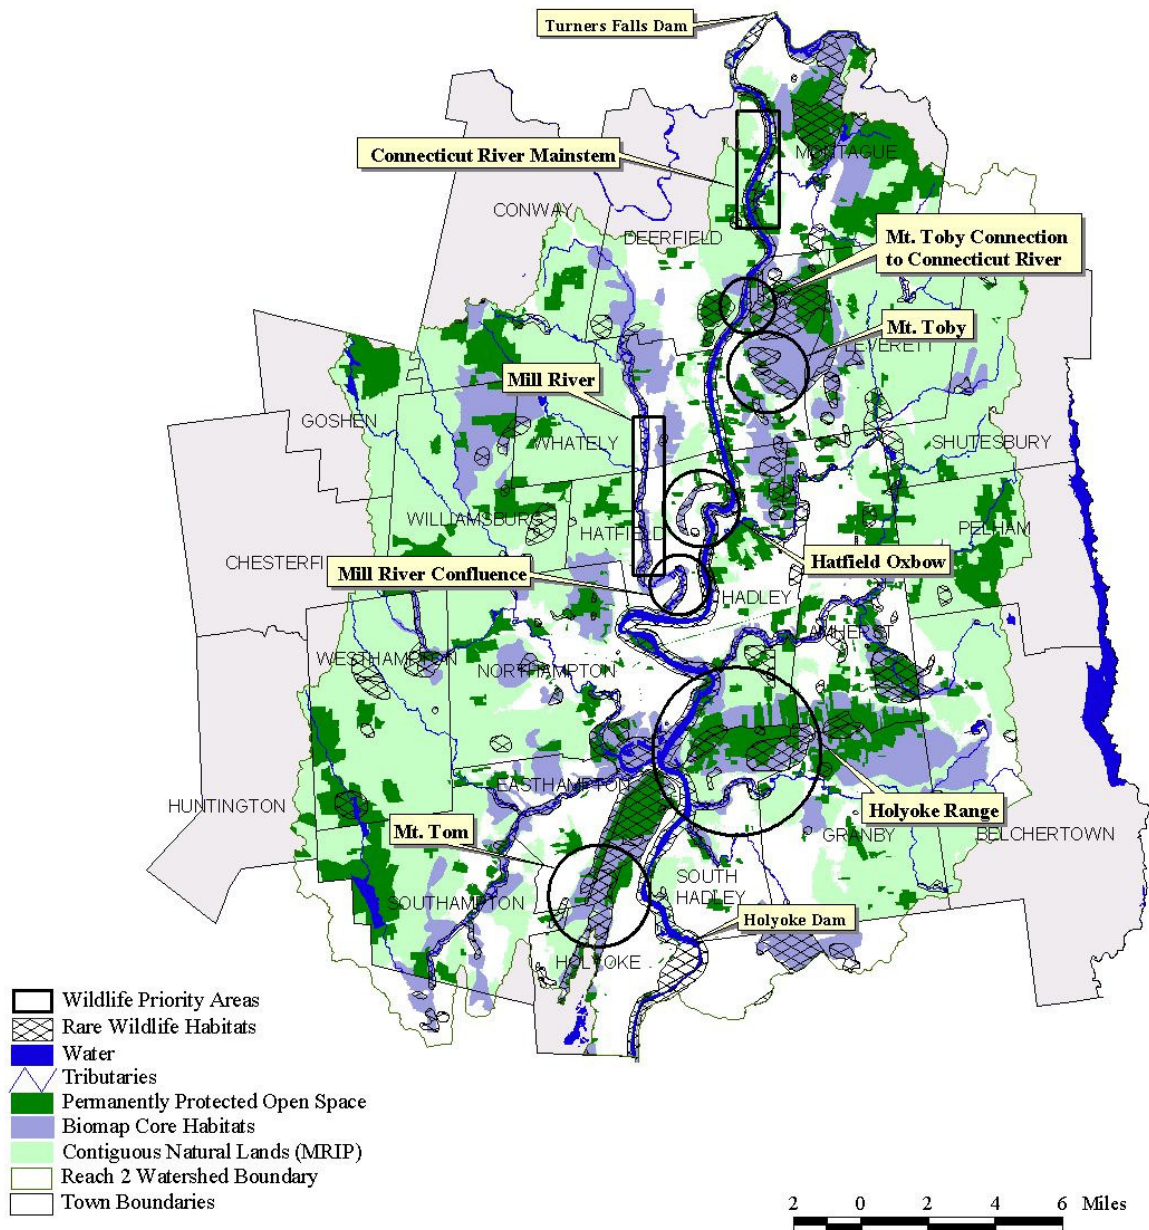 Turners Falls Dam
Connecticut River Mainstem
MONTAGUE
CONWAY
DEERFIELD
Mt. Toby Connection
to Connecticut River
Mt. Toby
LEVERETT
Mill River
GOSHEN
WHATELY
SHUTESBURY
WILLIAMSBURG
HATFIELD
PELHAM
CHESTERFI
Mill River Confluence
Hatfield Oxbow
HADLEY
AMHERST
WESTHAMPTON
NORTHAMPTON
EASTHAMPTON
HUNTINGTON
Holyoke Range
Mt. Tom
GRANBY
BELCHERTOWN
SOUTH
HADLEY
SOUTHAMPTON
Holyoke Dam
HOLYOKE
Wildlife Priority Areas
Rare Wildlife Habitats
Water
Tributaries
Permanently Protected Open Space
Biomap Core Habitats
Contiguous Natural Lands (MRIP)
Reach 2 Watershed Boundary
Town Boundaries
2 0 2 4 6 Miles